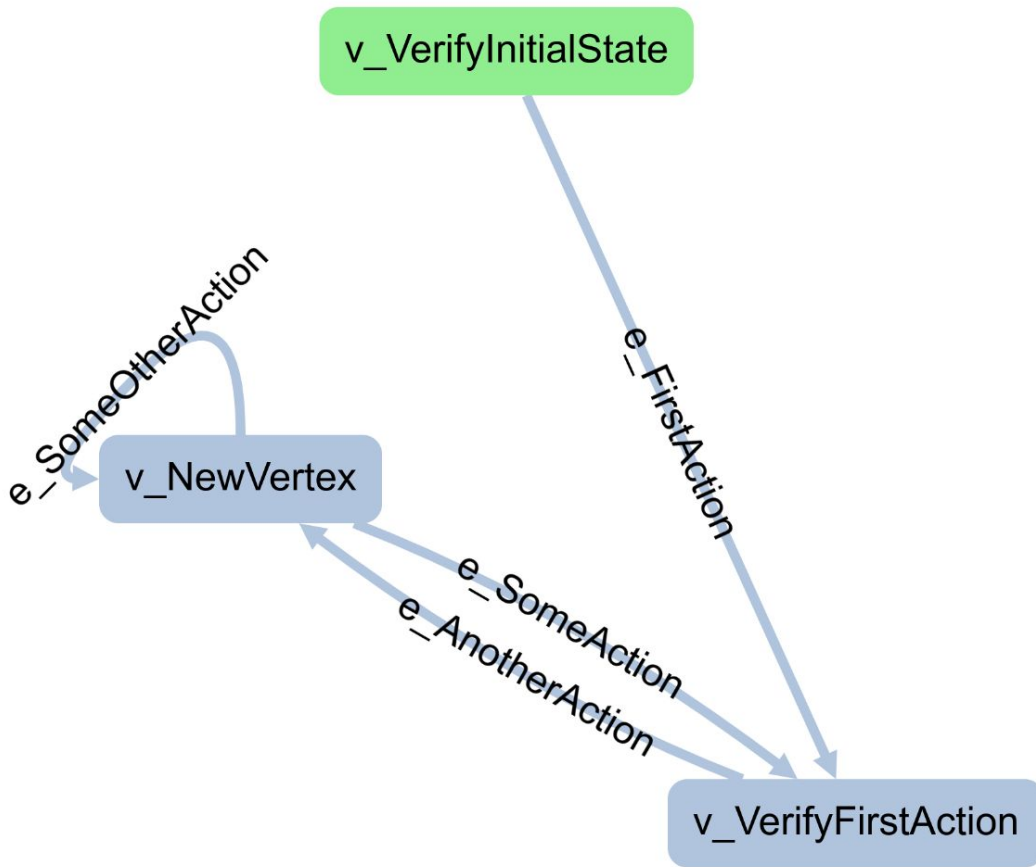 v_VerifyInitialState
e_FirstAction
e_SomeOtherAction
v_NewVertex
e_SomeAction
e_AnotherAction
v_VerifyFirstAction